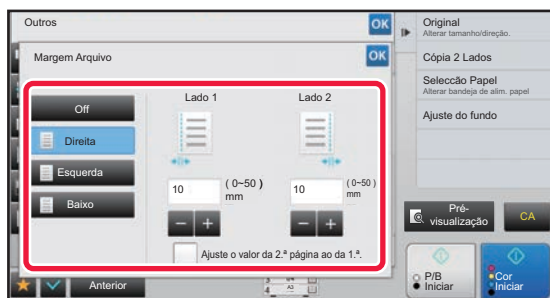 Outros
OK
Margem Arquivo
OK
Off
Direita
Esquerda
Baixo
Lado 1
Lado 2
10
( 0~50 )
mm
10
( 0~50 )
mm
Ajuste o valor da 2.ª página ao da 1.ª.
Anterior
A3
Original
Alterar tamanho/direção.
Cópia 2 Lados
Seleccão Papel
Alterar bandeja de alim. papel
Ajuste do fundo
Pré-
visualização
CA
P/B
Iniciar
Cor
Iniciar